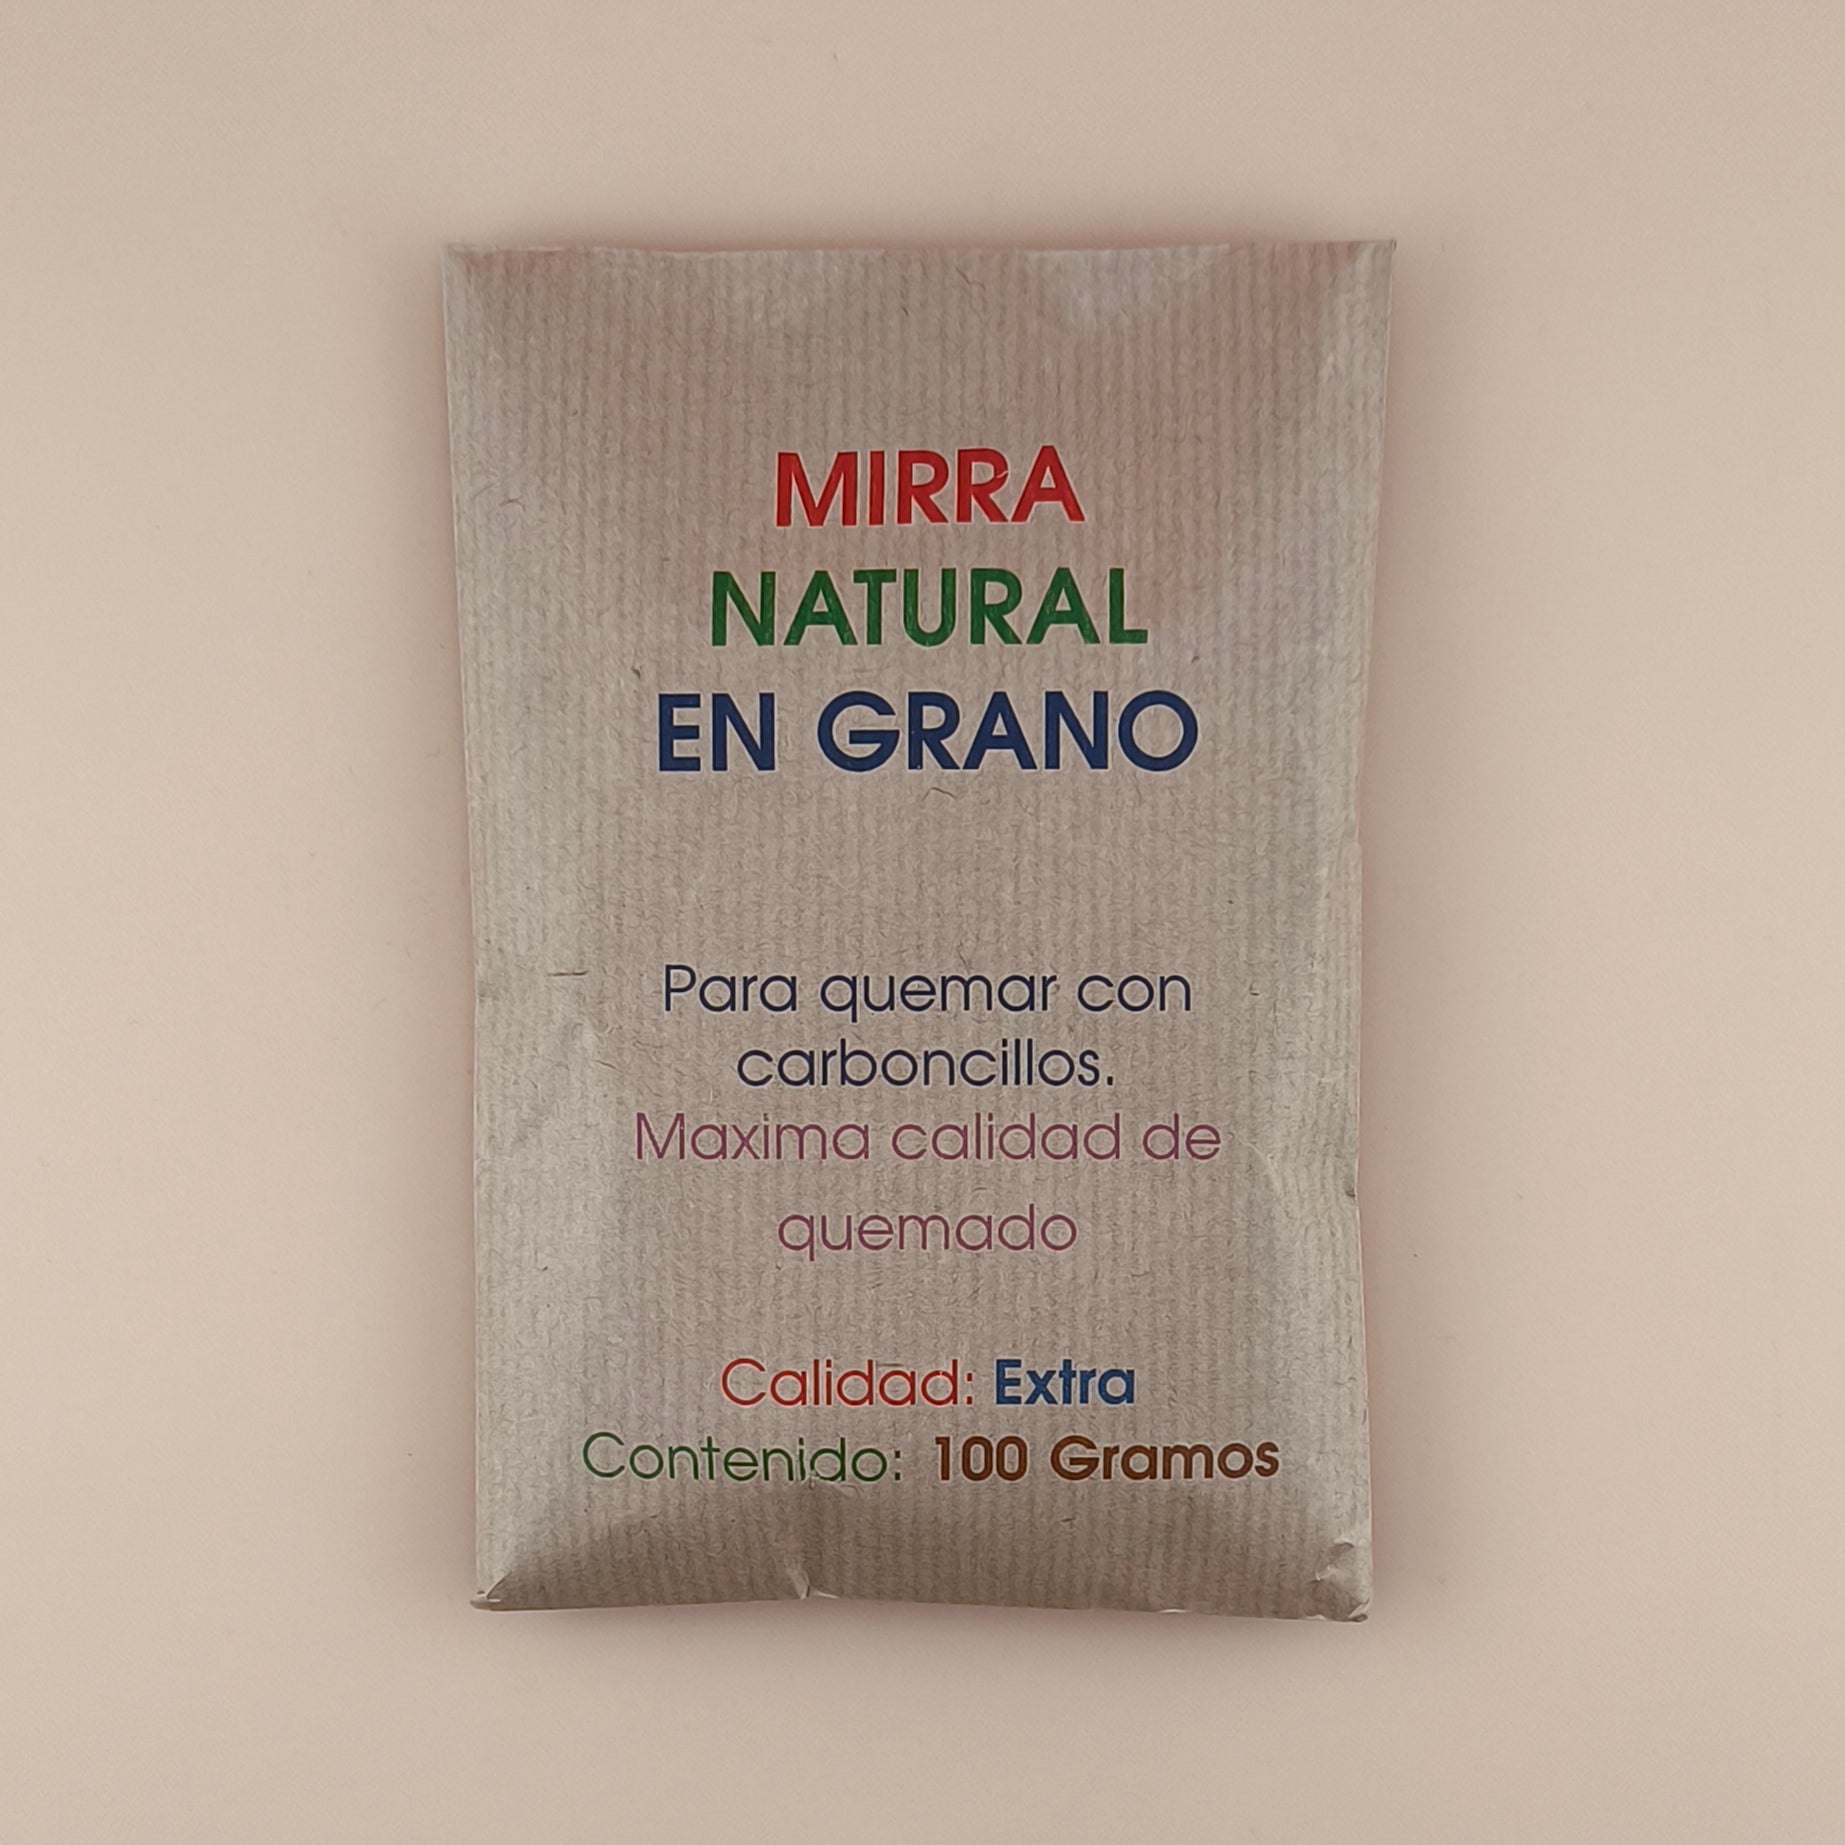 MIRRA
NATURAL
EN GRANO
Para quemar con
carboncillos.
Maxima calidad de
quemado
Calidad: Extra
Contenido: 100 Gramos